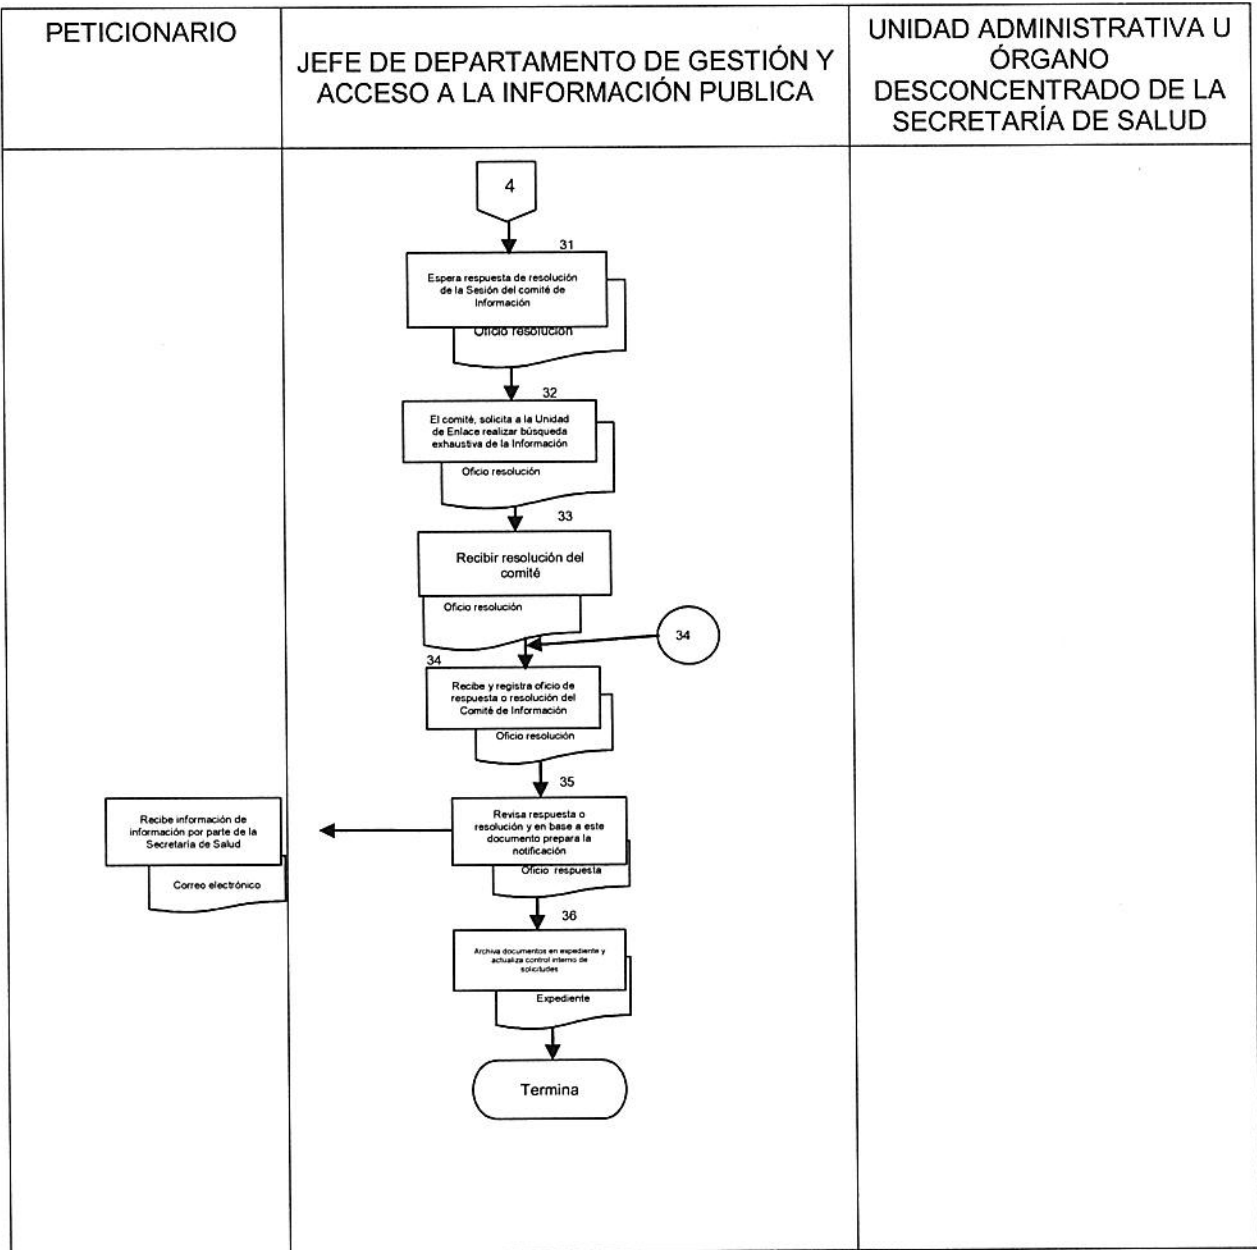 PETICIONARIO
JEFE DE DEPARTAMENTO DE GESTIÓN Y
ACCESO A LA INFORMACIÓN PUBLICA
UNIDAD ADMINISTRATIVA U
ÓRGANO
DESCONCENTRADO DE LA
SECRETARÍA DE SALUD
4
31
Espera respuesta de resolución
de la Sesión del comité de
Información
Oficio resolución
32
El comité, solicita a la Unidad
de Enlace realizar búsqueda
exhaustiva de la Información
Oficio resolución
33
Recibir resolución del
comité
Oficio resolución
34
34
Recibe y registra oficio de
respuesta o resolución del
Comité de Información
Oficio resolución
35
Revisa respuesta o
resolución y en base a este
documento prepara la
notificación
Oficio respuesta
Recibe información de
información por parte de la
Secretaría de Salud
Correo electrónico
36
Archiva documentos en expediente y
actualiza control interno de
solicitudes
Expediente
Termina